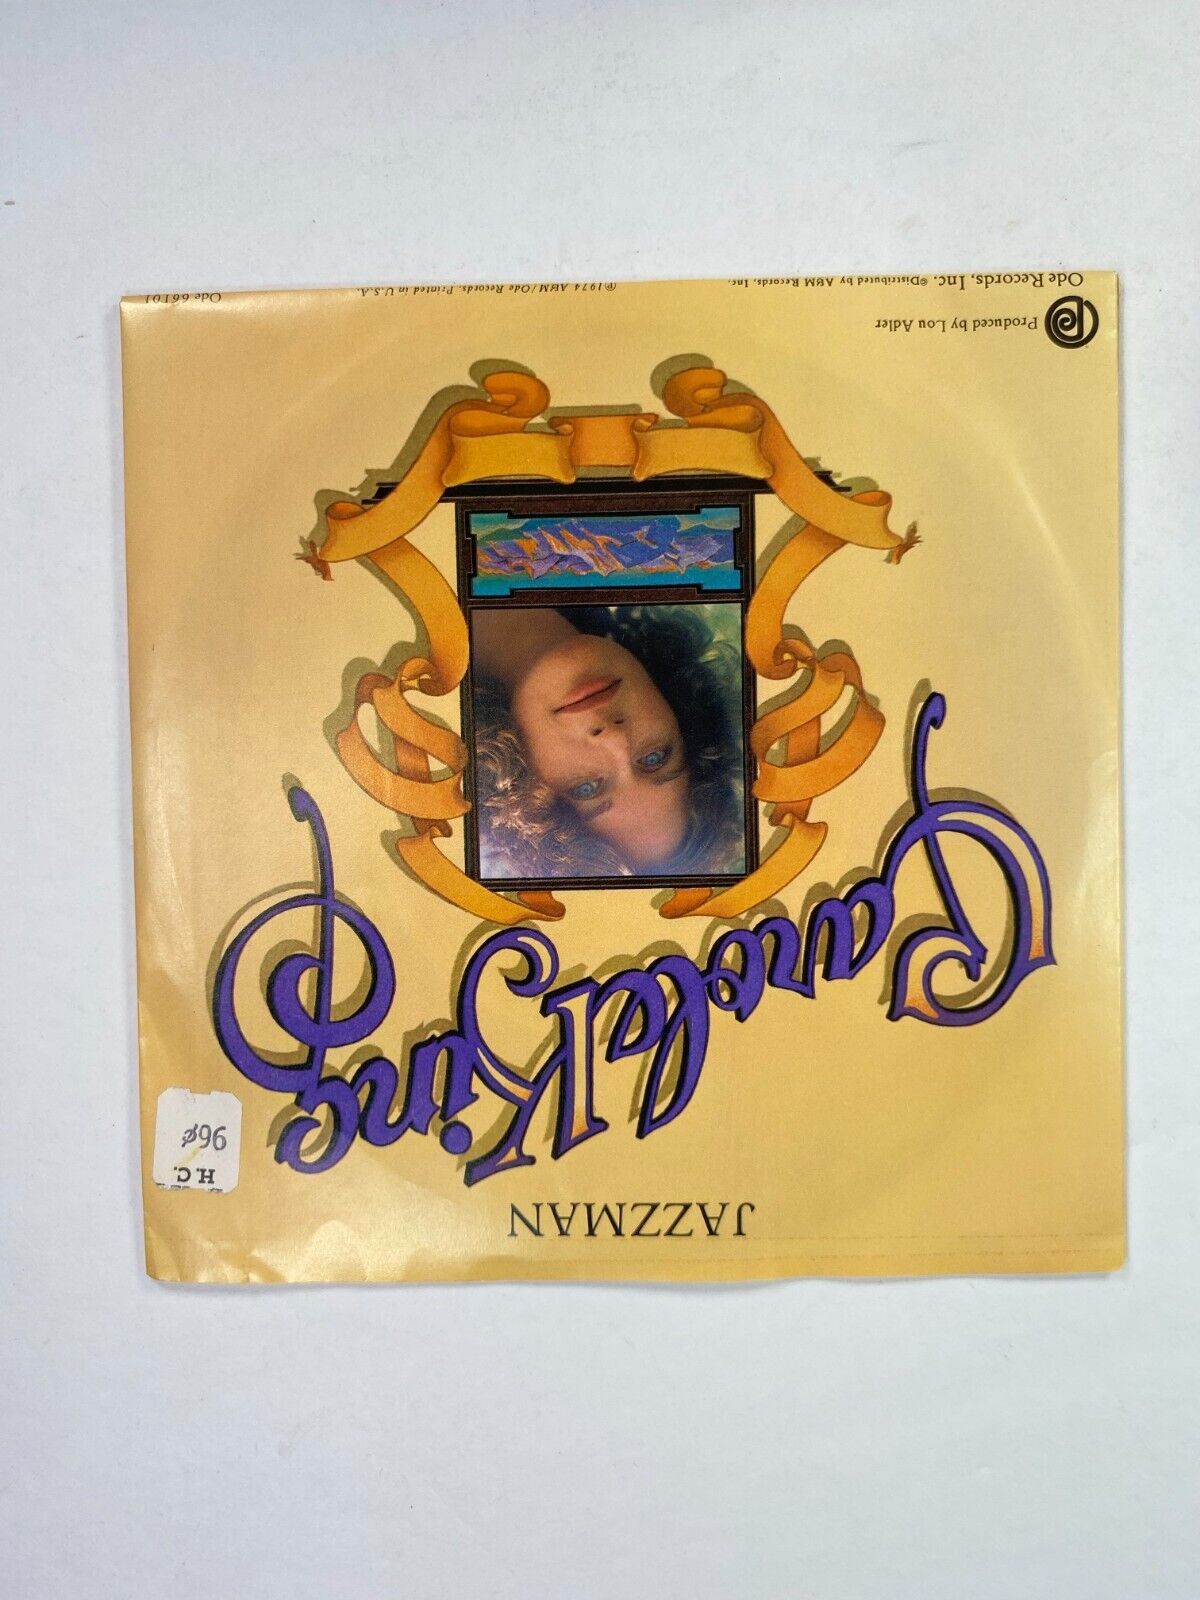 JAZZMAN
Carole King
H.C.
96¢
Produced by Lou Adler
Ode Records, Inc. ©Distributed by A&M Records, Inc.
℗1974 A&M/Ode Records. Printed in U.S.A.
Ode 66101